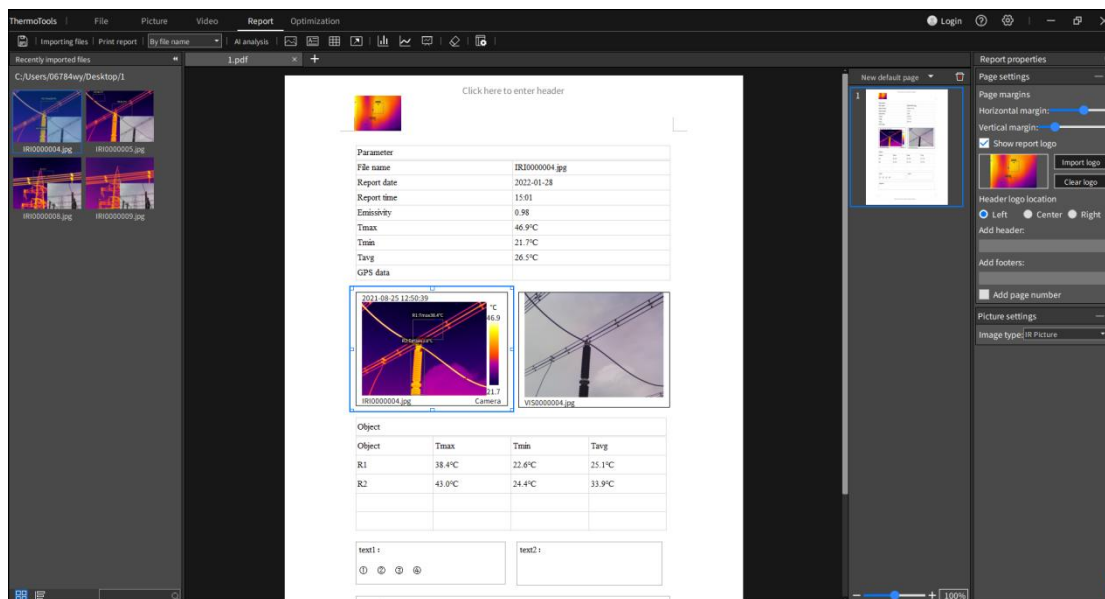 ThermoTools File Picture Video Report Optimization Login
Importing files Print report By file name AI analysis
Recently imported files
C:/Users/06784wy/Desktop/1
IRI0000004.jpg IRI0000005.jpg
IRI0000008.jpg IRI0000009.jpg
1.pdf
Click here to enter header
Parameter
File name IRI0000004.jpg
Report date 2022-01-28
Report time 15:01
Emissivity 0.98
Tmax 46.9°C
Tmin 21.7°C
Tavg 26.5°C
GPS data
2021-08-25 12:50:39
°C
R1 Tmax38.4°C
46.9
21.7
IRI0000004.jpg Camera
VIS0000004.jpg
Object
Object Tmax Tmin Tavg
R1 38.4°C 22.6°C 25.1°C
R2 43.0°C 24.4°C 33.9°C
text1 :
① ② ③ ④
text2 :
New default page
1
100%
Report properties
Page settings
Page margins
Horizontal margin:
Vertical margin:
Show report logo
Import logo
Clear logo
Header logo location
Left Center Right
Add header:
Add footers:
Add page number
Picture settings
Image type: IR Picture